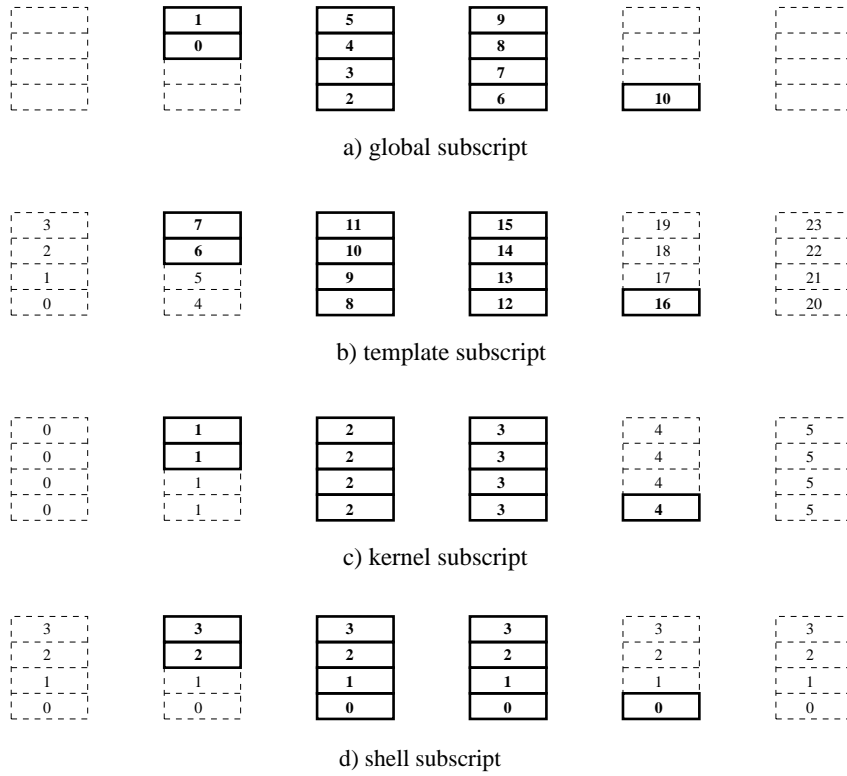 1 5 9
0 4 8
3 7
2 6 10
a) global subscript
3 7 11 15 19 23
2 6 10 14 18 22
1 5 9 13 17 21
0 4 8 12 16 20
b) template subscript
0 1 2 3 4 5
0 1 2 3 4 5
0 1 2 3 4 5
0 1 2 3 4 5
c) kernel subscript
3 3 3 3 3 3
2 2 2 2 2 2
1 1 1 1 1 1
0 0 0 0 0 0
d) shell subscript